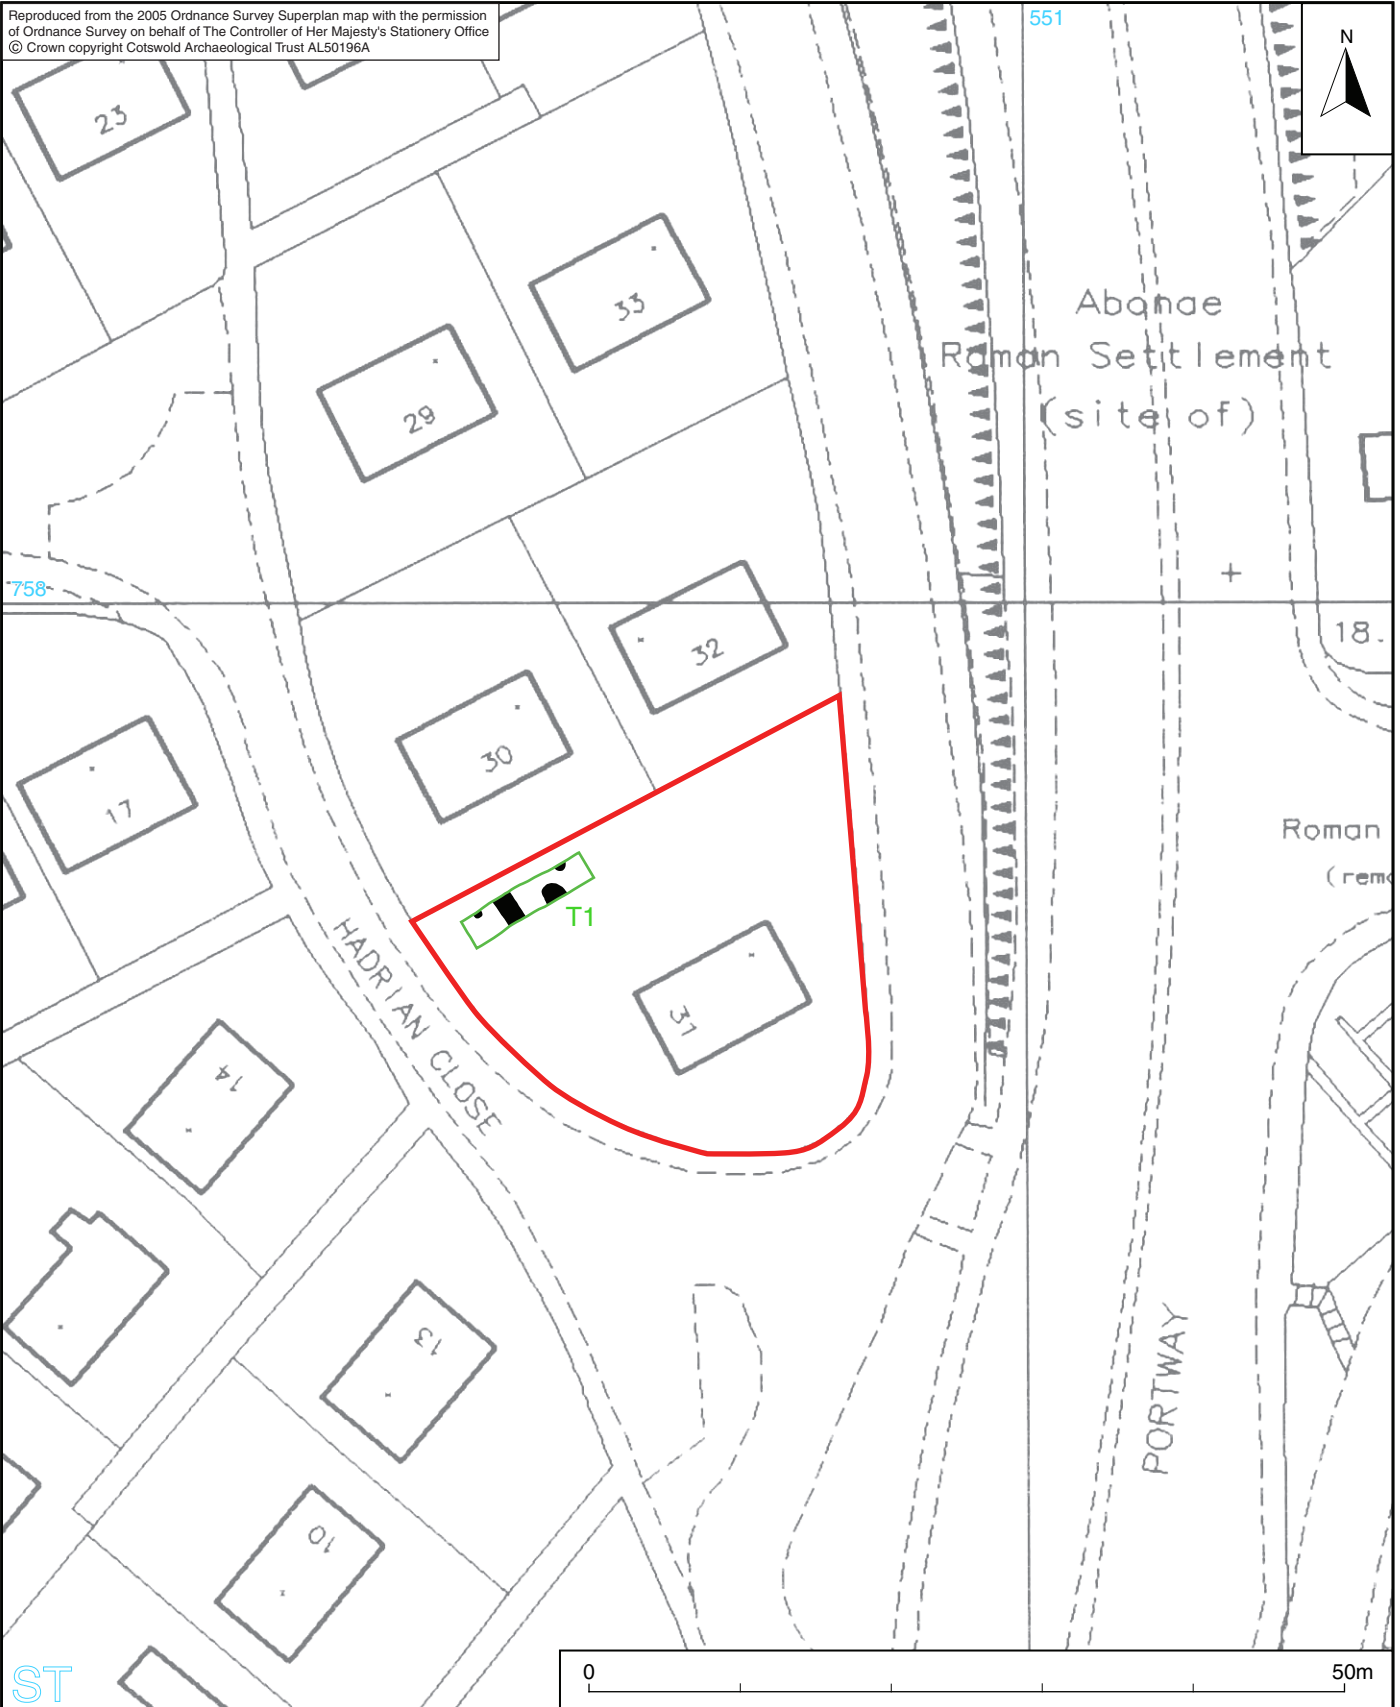 Reproduced from the 2005 Ordnance Survey Superplan map with the permission
of Ordnance Survey on behalf of The Controller of Her Majesty's Stationery Office
© Crown copyright Cotswold Archaeological Trust AL50196A
551
N
23
33
Abonae
Roman Settlement
(site of)
29
758
18.
32
30
17
Roman
(remo
T1
HADRIAN CLOSE
31
14
13
PORTWAY
10
ST
0
50m